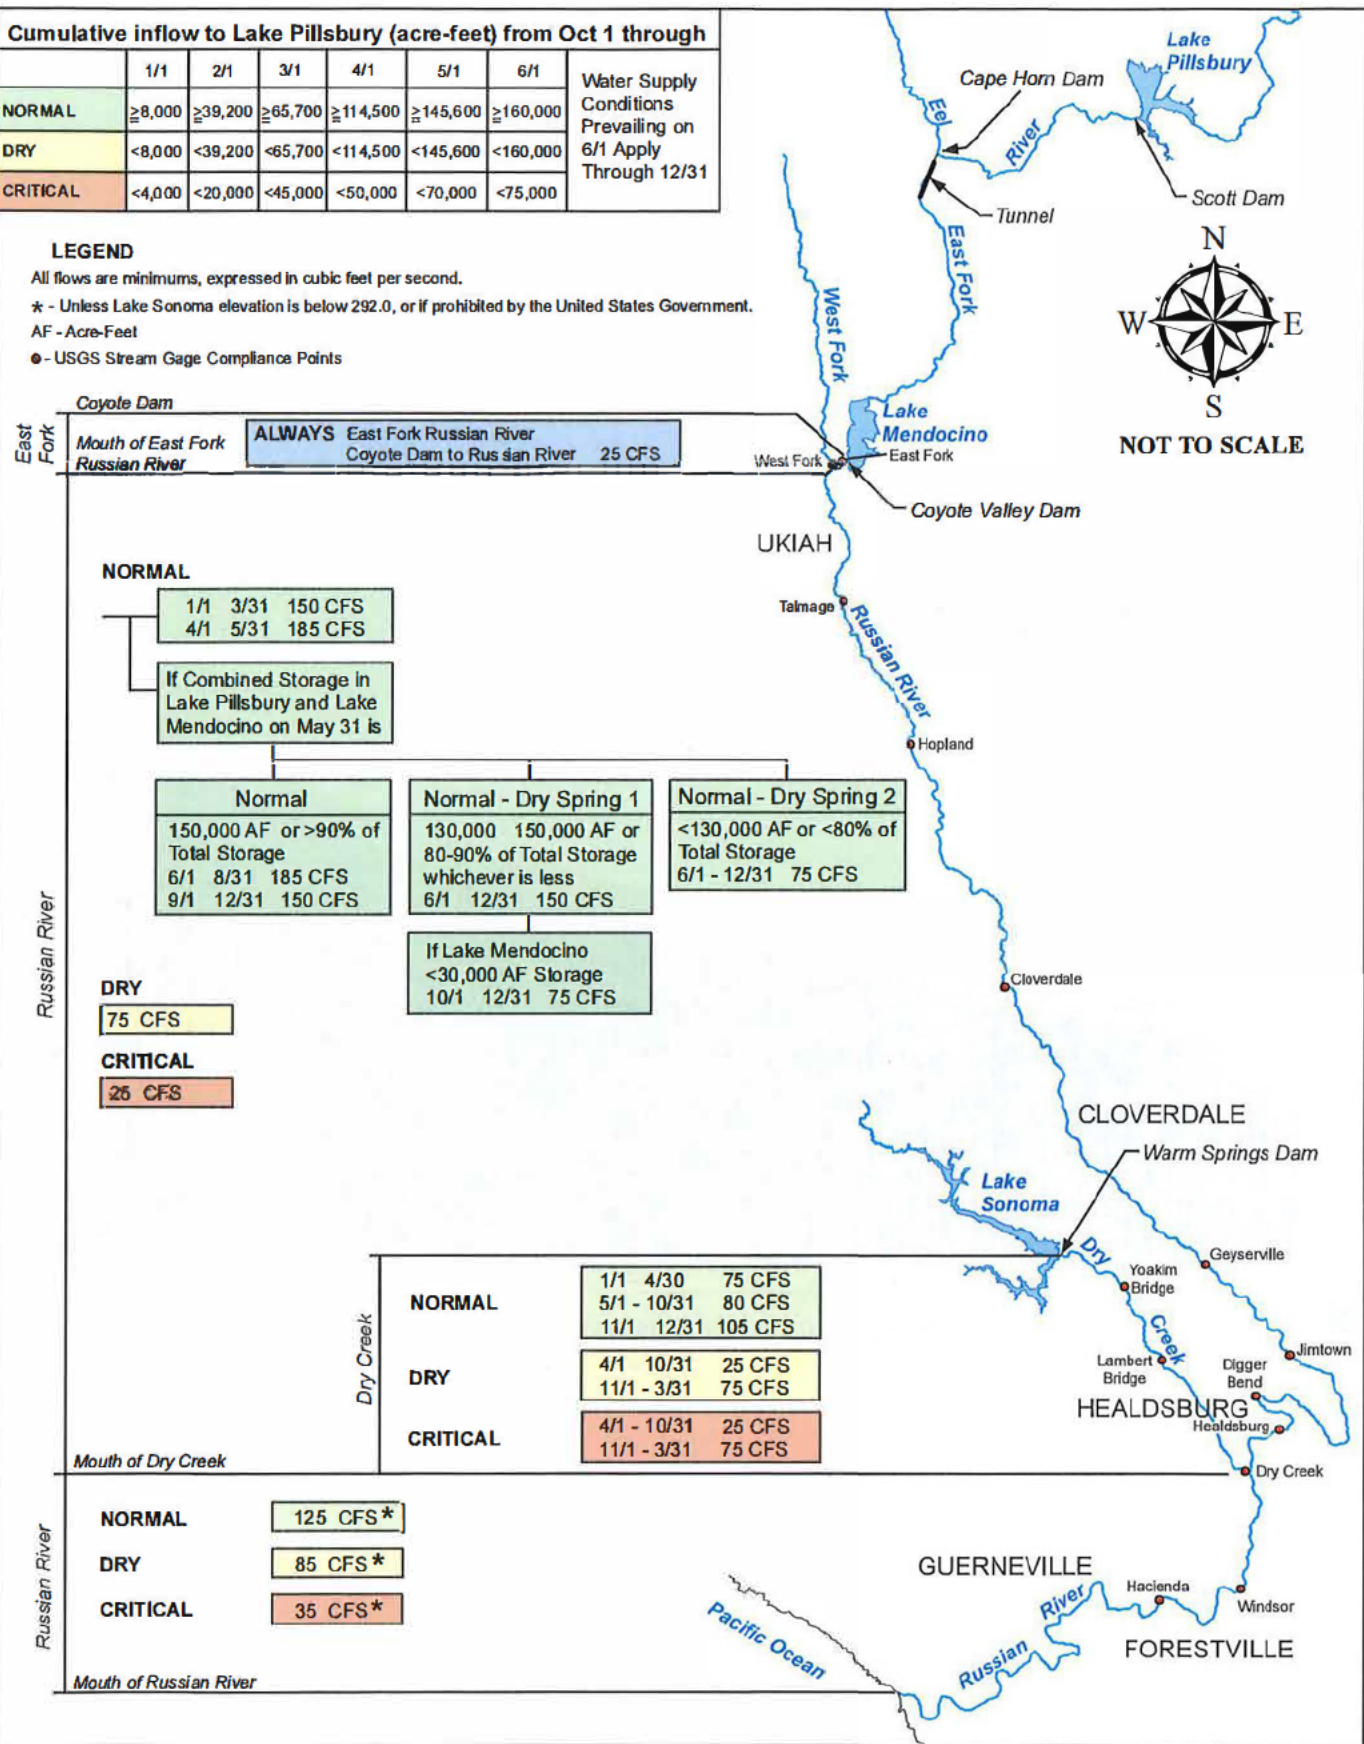 Cumulative inflow to Lake Pillsbury (acre-feet) from Oct 1 through
1/1 2/1 3/1 4/1 5/1 6/1
NORMAL ≥8,000 ≥39,200 ≥65,700 ≥114,500 ≥145,600 ≥160,000
DRY <8,000 <39,200 <65,700 <114,500 <145,600 <160,000
CRITICAL <4,000 <20,000 <45,000 <50,000 <70,000 <75,000
Water Supply
Conditions
Prevailing on
6/1 Apply
Through 12/31
LEGEND
All flows are minimums, expressed in cubic feet per second.
* - Unless Lake Sonoma elevation is below 292.0, or if prohibited by the United States Government.
AF - Acre-Feet
- USGS Stream Gage Compliance Points
Lake
Pillsbury
Cape Horn Dam
Eel
River
Scott Dam
Tunnel
East Fork
West Fork
N
W E
S
NOT TO SCALE
East
Fork
Coyote Dam
Mouth of East Fork
Russian River
ALWAYS East Fork Russian River
Coyote Dam to Russian River 25 CFS
Lake
Mendocino
West Fork
East Fork
Coyote Valley Dam
UKIAH
Talmage
Russian River
Hopland
Russian River
NORMAL
1/1 3/31 150 CFS
4/1 5/31 185 CFS
If Combined Storage in
Lake Pillsbury and Lake
Mendocino on May 31 is
Normal
150,000 AF or >90% of
Total Storage
6/1 8/31 185 CFS
9/1 12/31 150 CFS
Normal - Dry Spring 1
130,000 150,000 AF or
80-90% of Total Storage
whichever is less
6/1 12/31 150 CFS
If Lake Mendocino
<30,000 AF Storage
10/1 12/31 75 CFS
Normal - Dry Spring 2
<130,000 AF or <80% of
Total Storage
6/1 - 12/31 75 CFS
DRY
75 CFS
CRITICAL
25 CFS
Cloverdale
CLOVERDALE
Warm Springs Dam
Lake
Sonoma
Dry
Creek
Geyserville
Yoakim
Bridge
Lambert
Bridge
Jimtown
Digger
Bend
HEALDSBURG
Healdsburg
Dry Creek
Dry Creek
NORMAL
1/1 4/30 75 CFS
5/1 - 10/31 80 CFS
11/1 12/31 105 CFS
DRY
4/1 10/31 25 CFS
11/1 - 3/31 75 CFS
CRITICAL
4/1 - 10/31 25 CFS
11/1 - 3/31 75 CFS
Mouth of Dry Creek
Russian River
NORMAL 125 CFS*
DRY 85 CFS*
CRITICAL 35 CFS*
Mouth of Russian River
GUERNEVILLE
Hacienda
Windsor
FORESTVILLE
River
Russian
Pacific Ocean